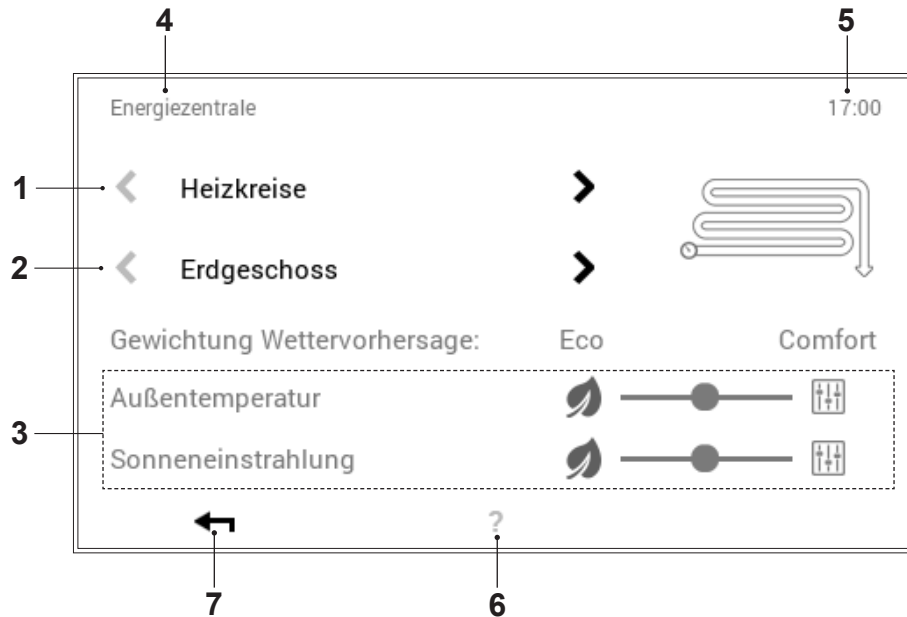 4 5
Energiezentrale 17:00
1 Heizkreise
2 Erdgeschoss
Gewichtung Wettervorhersage: Eco Comfort
Außentemperatur
3
Sonneneinstrahlung
?
7 6